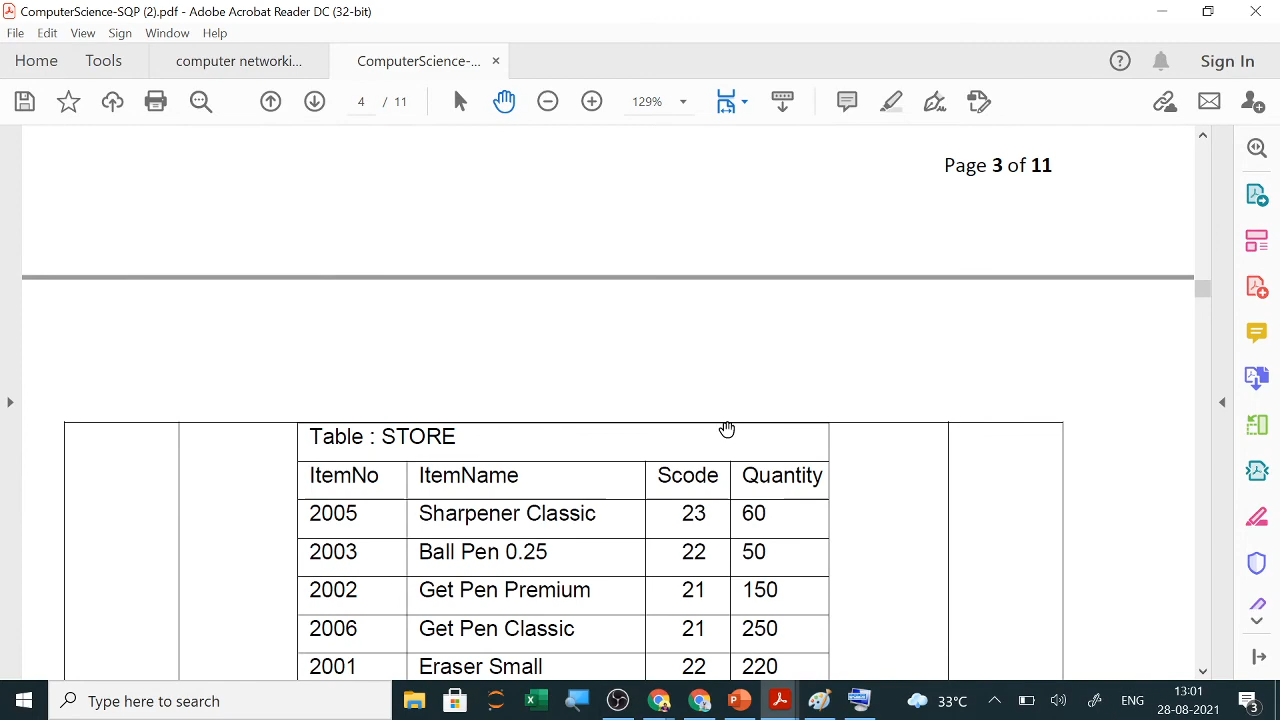 ComputerScience-SQP (2).pdf - Adobe Acrobat Reader DC (32-bit)
File Edit View Sign Window Help
Home Tools computer networki... ComputerScience-... × Sign In
4 / 11 129%
Page 3 of 11
Table : STORE
ItemNo ItemName Scode Quantity
2005 Sharpener Classic 23 60
2003 Ball Pen 0.25 22 50
2002 Get Pen Premium 21 150
2006 Get Pen Classic 21 250
2001 Eraser Small 22 220
Type here to search 33°C ENG 13:01
28-08-2021 3